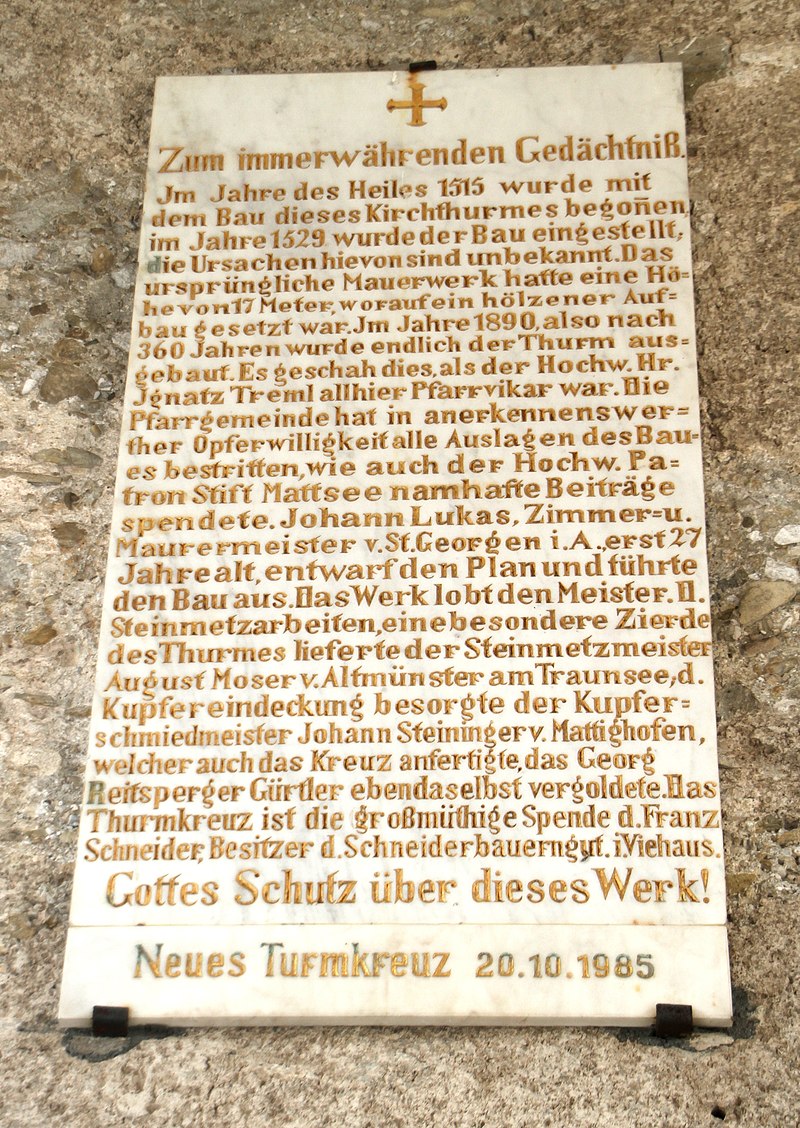 Zum immerwährenden Gedächtniß.
Jm Jahre des Heiles 1515 wurde mit
dem Bau dieses Kirchthurmes begon̄en,
im Jahre 1529 wurde der Bau eingestellt,
die Ursachen hievon sind unbekannt. Das
ursprüngliche Mauerwerk hatte eine Hö=
he von 17 Meter, worauf ein hölzener Auf=
bau gesetzt war. Jm Jahre 1890, also nach
360 Jahren wurde endlich der Thurm aus=
gebaut. Es geschah dies, als der Hochw. Hr.
Jgnatz Treml allhier Pfarrvikar war. Die
Pfarrgemeinde hat in anerkennenswer=
ther Opferwilligkeit alle Auslagen des Bau=
es bestritten, wie auch der Hochw. Pa=
tron Stift Mattsee namhafte Beiträge
spendete. Johann Lukas, Zimmer=u.
Maurermeister v. St. Georgen i. A., erst 27
Jahre alt, entwarf den Plan und führte
den Bau aus. Das Werk lobt den Meister. D.
Steinmetzarbeiten, eine besondere Zierde
des Thurmes lieferte der Steinmetzmeister
August Moser v. Altmünster am Traunsee, d.
Kupfereindeckung besorgte der Kupfer=
schmiedmeister Johann Steininger v. Mattighofen,
welcher auch das Kreuz anfertigte, das Georg
Reitsperger Gürtler ebendaselbst vergoldete. Das
Thurmkreuz ist die großmüthige Spende d. Franz
Schneider, Besitzer d. Schneiderbauerngut. i. Viehaus.
Gottes Schutz über dieses Werk!
Neues Turmkreuz 20.10.1985